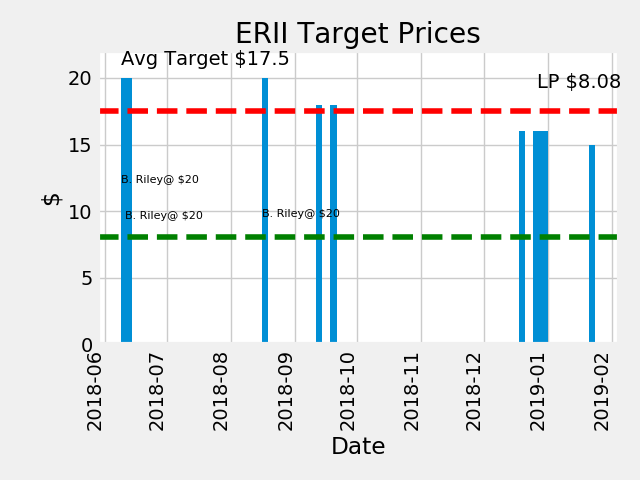 ERII Target Prices
Avg Target $17.5
LP $8.08
B. Riley@ $20
B. Riley@ $20
B. Riley@ $20
$
20
15
10
5
0
2018-06
2018-07
2018-08
2018-09
2018-10
2018-11
2018-12
2019-01
2019-02
Date